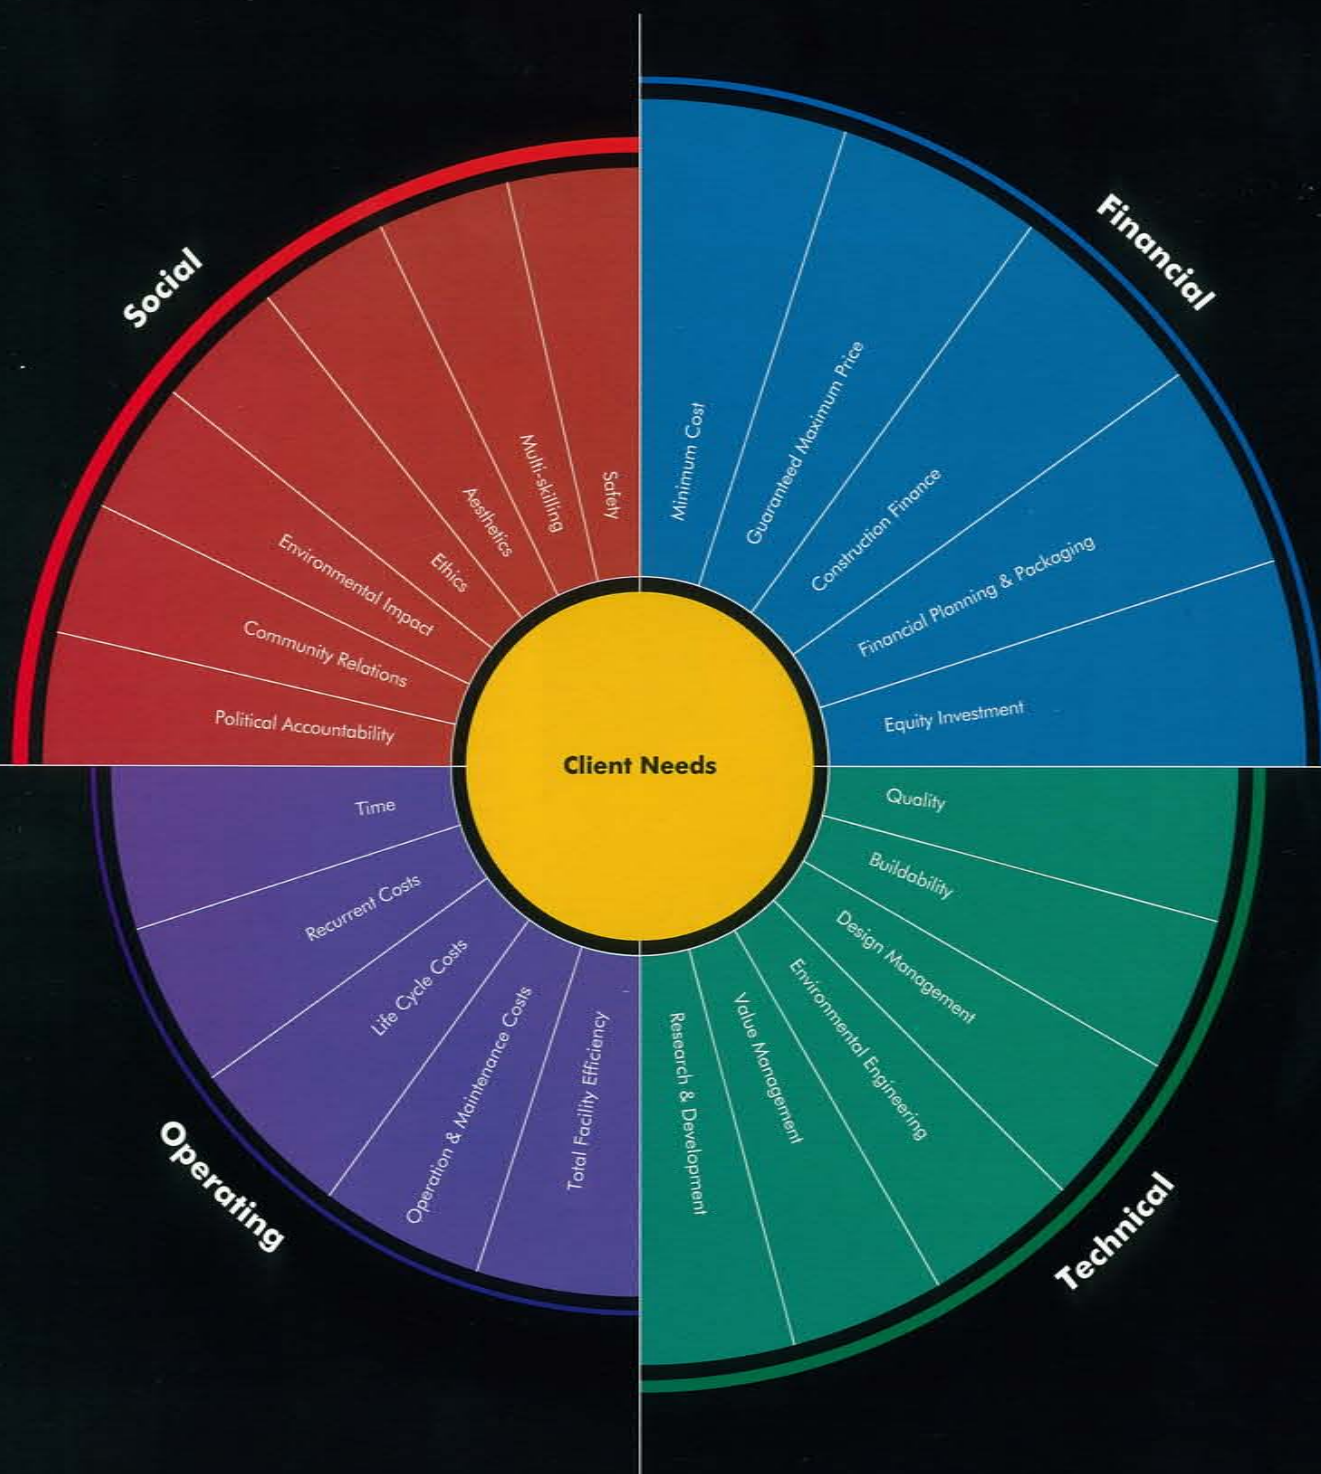 Social
Financial
Safety
Multi-skilling
Aesthetics
Ethics
Environmental Impact
Community Relations
Political Accountability
Minimum Cost
Guaranteed Maximum Price
Construction Finance
Financial Planning & Packaging
Equity Investment
Client Needs
Time
Recurrent Costs
Life Cycle Costs
Operation & Maintenance Costs
Total Facility Efficiency
Quality
Buildability
Design Management
Environmental Engineering
Value Management
Research & Development
Operating
Technical